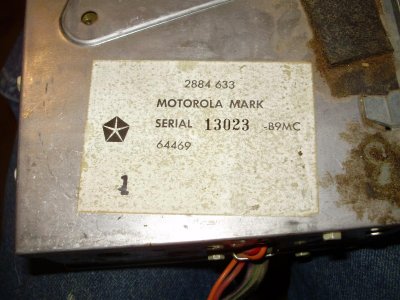 2884 633
MOTOROLA MARK
SERIAL 13023 -89MC
64469
1